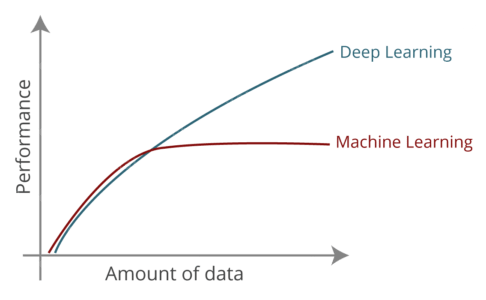 Deep Learning
Machine Learning
Performance
Amount of data